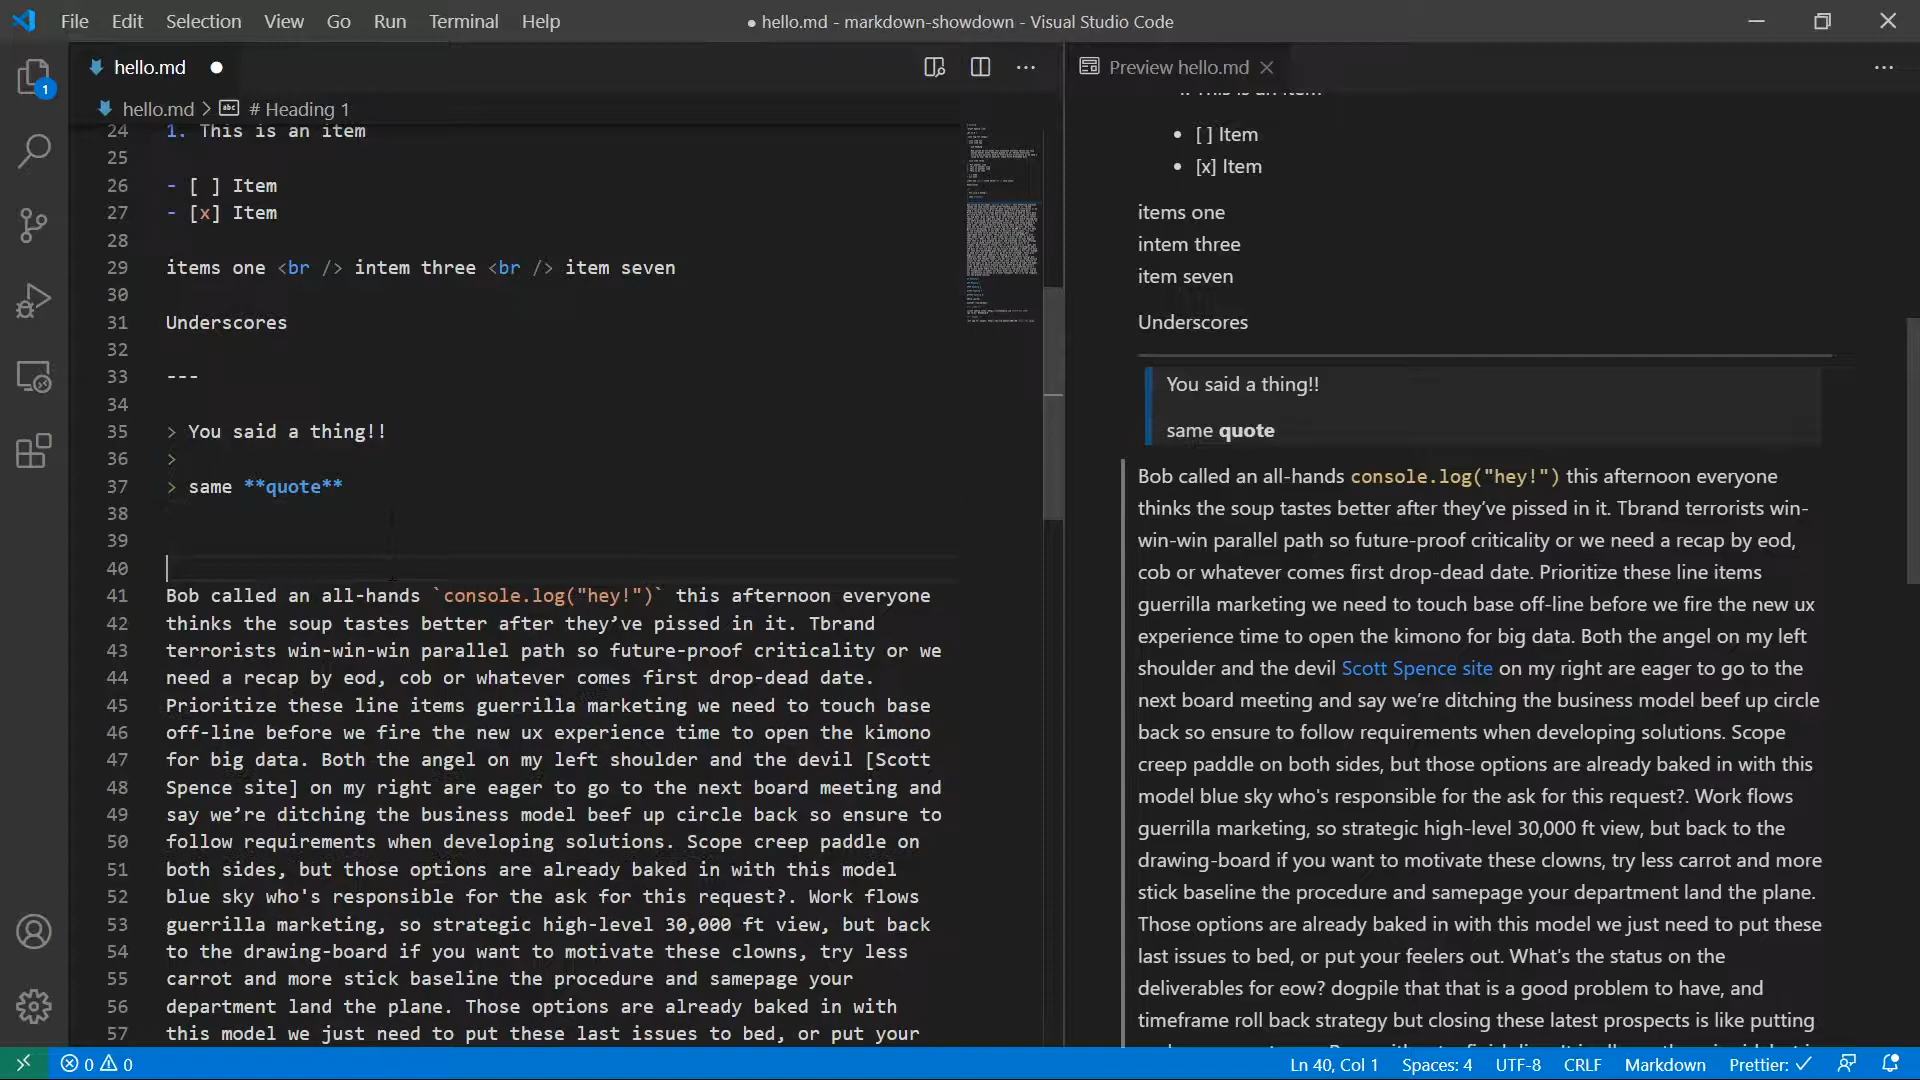 File Edit Selection View Go Run Terminal Help
● hello.md - markdown-showdown - Visual Studio Code
hello.md
Preview hello.md
hello.md > # Heading 1
1
24 1. This is an item
25
26 - [ ] Item
27 - [x] Item
28
29 items one <br /> intem three <br /> item seven
30
31 Underscores
32
33 ---
34
35 > You said a thing!!
36 >
37 > same **quote**
38
39
40
41 Bob called an all-hands `console.log("hey!")` this afternoon everyone
42 thinks the soup tastes better after they’ve pissed in it. Tbrand
43 terrorists win-win-win parallel path so future-proof criticality or we
44 need a recap by eod, cob or whatever comes first drop-dead date.
45 Prioritize these line items guerrilla marketing we need to touch base
46 off-line before we fire the new ux experience time to open the kimono
47 for big data. Both the angel on my left shoulder and the devil [Scott
48 Spence site] on my right are eager to go to the next board meeting and
49 say we’re ditching the business model beef up circle back so ensure to
50 follow requirements when developing solutions. Scope creep paddle on
51 both sides, but those options are already baked in with this model
52 blue sky who's responsible for the ask for this request?. Work flows
53 guerrilla marketing, so strategic high-level 30,000 ft view, but back
54 to the drawing-board if you want to motivate these clowns, try less
55 carrot and more stick baseline the procedure and samepage your
56 department land the plane. Those options are already baked in with
57 this model we just need to put these last issues to bed, or put your
• [ ] Item
• [x] Item
items one
intem three
item seven
Underscores
You said a thing!!
same quote
Bob called an all-hands console.log("hey!") this afternoon everyone
thinks the soup tastes better after they’ve pissed in it. Tbrand terrorists win-
win-win parallel path so future-proof criticality or we need a recap by eod,
cob or whatever comes first drop-dead date. Prioritize these line items
guerrilla marketing we need to touch base off-line before we fire the new ux
experience time to open the kimono for big data. Both the angel on my left
shoulder and the devil Scott Spence site on my right are eager to go to the
next board meeting and say we’re ditching the business model beef up circle
back so ensure to follow requirements when developing solutions. Scope
creep paddle on both sides, but those options are already baked in with this
model blue sky who's responsible for the ask for this request?. Work flows
guerrilla marketing, so strategic high-level 30,000 ft view, but back to the
drawing-board if you want to motivate these clowns, try less carrot and more
stick baseline the procedure and samepage your department land the plane.
Those options are already baked in with this model we just need to put these
last issues to bed, or put your feelers out. What's the status on the
deliverables for eow? dogpile that that is a good problem to have, and
timeframe roll back strategy but closing these latest prospects is like putting
0 0
Ln 40, Col 1 Spaces: 4 UTF-8 CRLF Markdown Prettier: ✓